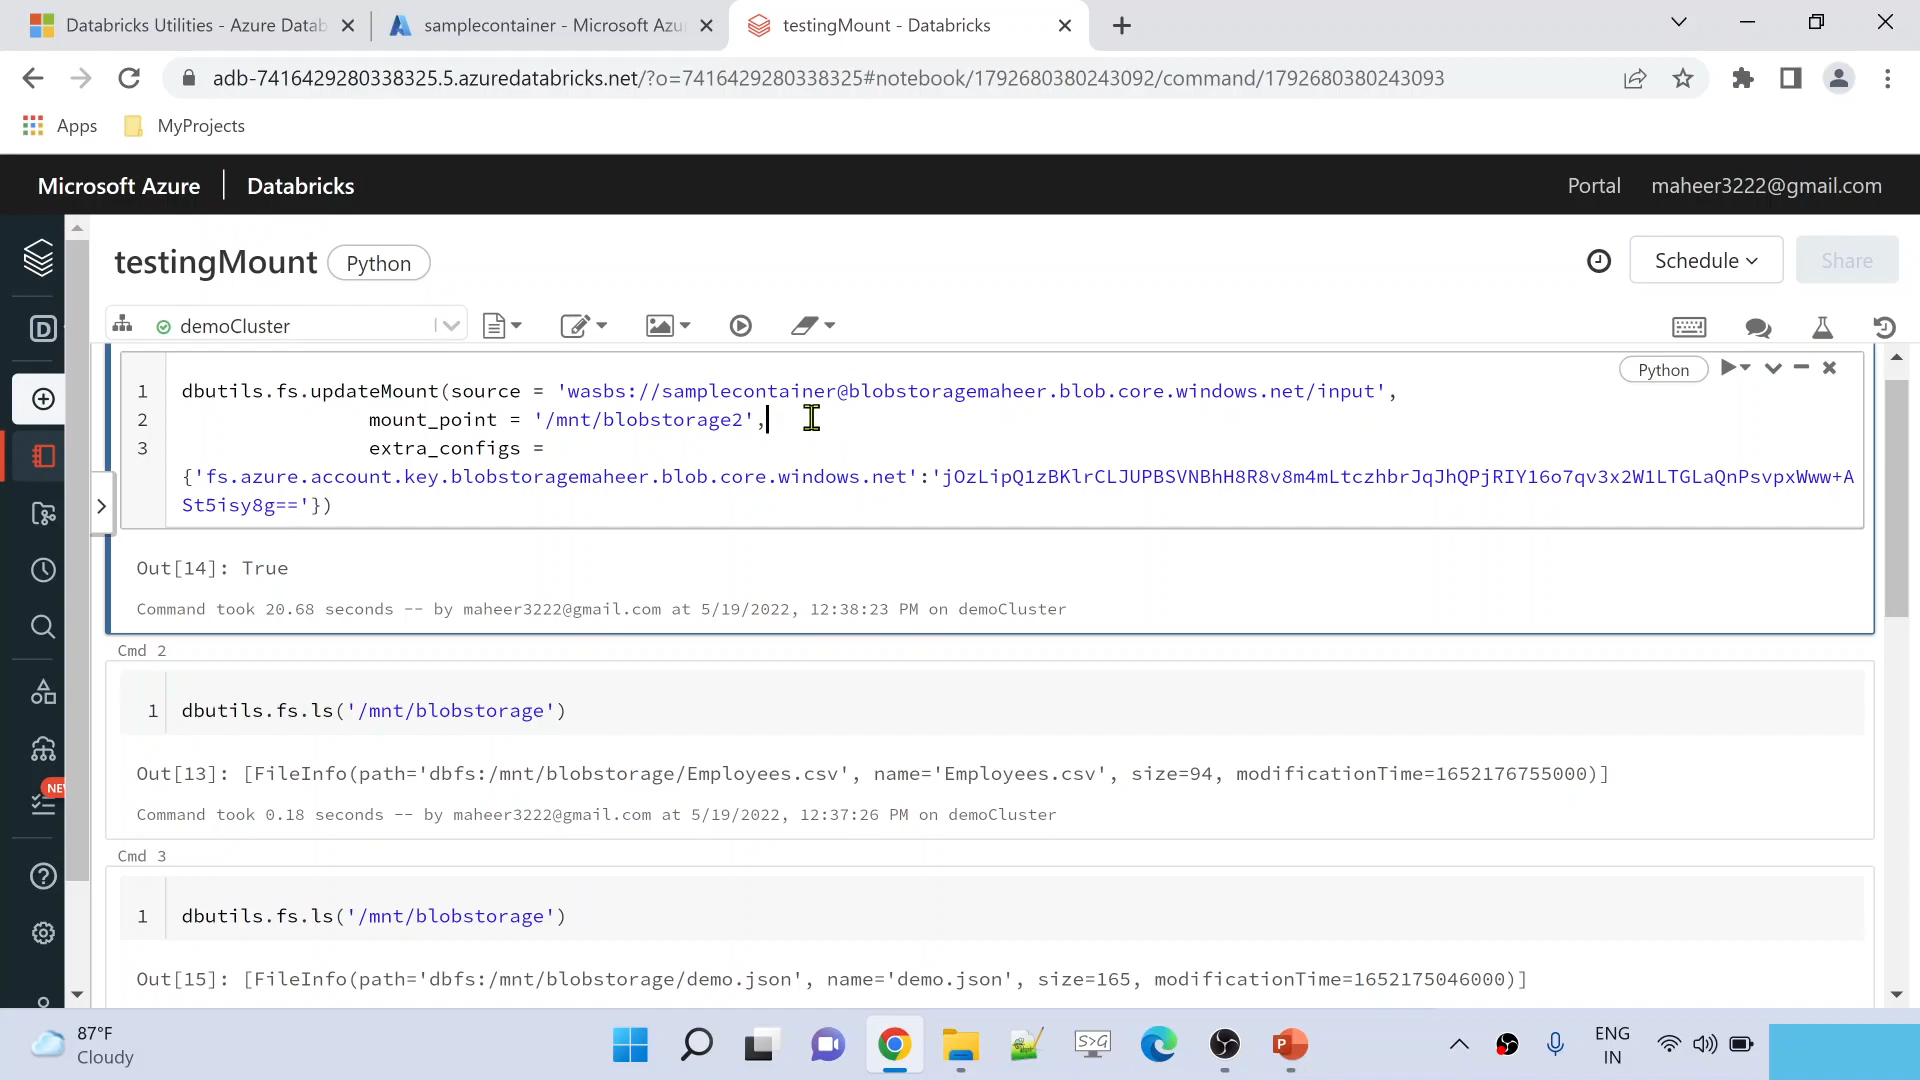 Databricks Utilities - Azure Datab
samplecontainer - Microsoft Azu
testingMount - Databricks
adb-7416429280338325.5.azuredatabricks.net/?o=7416429280338325#notebook/1792680380243092/command/1792680380243093
Apps
MyProjects
Microsoft Azure
Databricks
Portal
maheer3222@gmail.com
testingMount
Python
Schedule
Share
D
demoCluster
Python
1 dbutils.fs.updateMount(source = 'wasbs://samplecontainer@blobstoragemaheer.blob.core.windows.net/input',
2 mount_point = '/mnt/blobstorage2',
3 extra_configs =
{'fs.azure.account.key.blobstoragemaheer.blob.core.windows.net':'jOzLipQ1zBKlrCLJUPBSVNBhH8R8v8m4mLtczhbrJqJhQPjRIY16o7qv3x2W1LTGLaQnPsvpxWww+A
St5isy8g=='})
Out[14]: True
Command took 20.68 seconds -- by maheer3222@gmail.com at 5/19/2022, 12:38:23 PM on demoCluster
Cmd 2
1 dbutils.fs.ls('/mnt/blobstorage')
Out[13]: [FileInfo(path='dbfs:/mnt/blobstorage/Employees.csv', name='Employees.csv', size=94, modificationTime=1652176755000)]
Command took 0.18 seconds -- by maheer3222@gmail.com at 5/19/2022, 12:37:26 PM on demoCluster
NEW
Cmd 3
1 dbutils.fs.ls('/mnt/blobstorage')
Out[15]: [FileInfo(path='dbfs:/mnt/blobstorage/demo.json', name='demo.json', size=165, modificationTime=1652175046000)]
87°F
Cloudy
S>G
P
ENG
IN